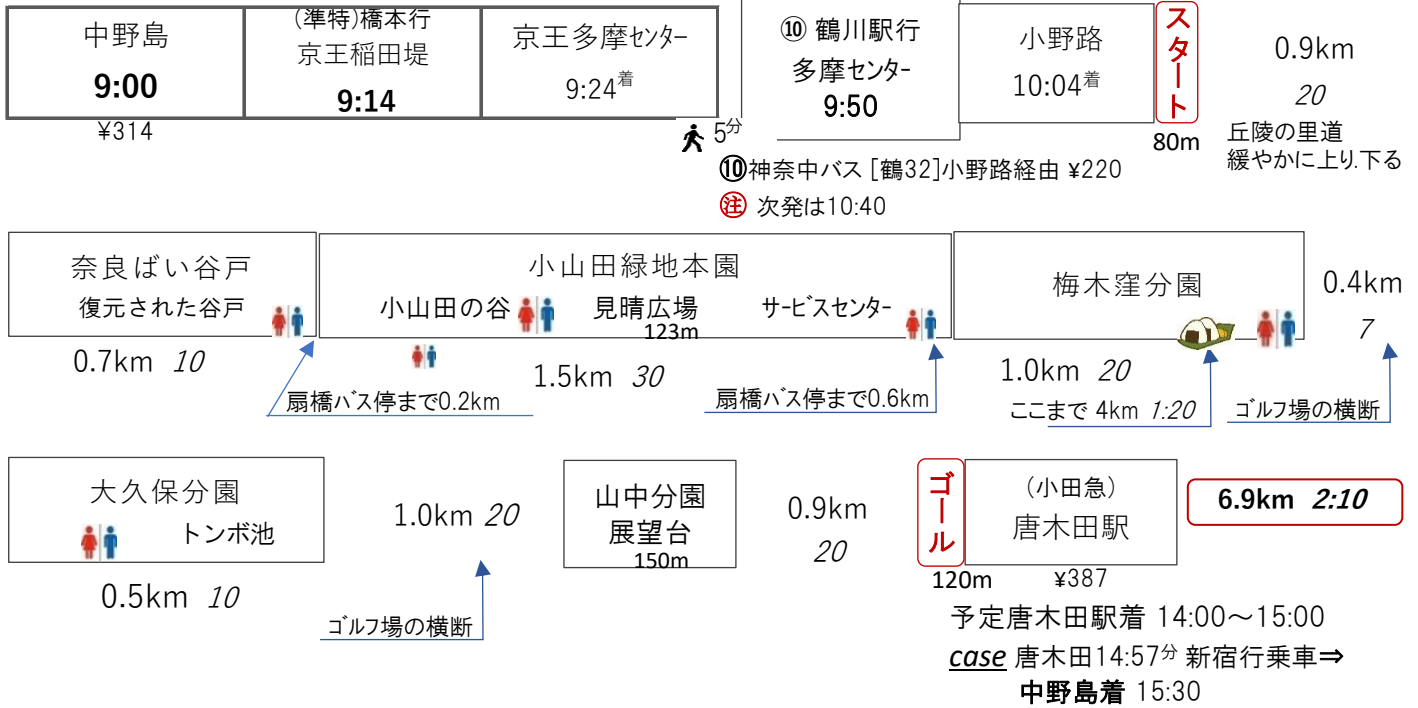 中野島
9:00
¥314
(準特)橋本行
京王稲田堤
9:14
京王多摩センター
9:24着
5分
⑩ 鶴川駅行
多摩センター
9:50
小野路
10:04着
スタート
80m
0.9km
20
丘陵の里道
緩やかに上り.下る
⑩神奈中バス [鶴32]小野路経由 ¥220
注 次発は10:40
奈良ばい谷戸
復元された谷戸
0.7km 10
小山田緑地本園
小山田の谷 見晴広場 サービスセンター
123m
1.5km 30
扇橋バス停まで0.2km
扇橋バス停まで0.6km
梅木窪分園
1.0km 20
ここまで 4km 1:20
0.4km
7
ゴルフ場の横断
大久保分園
トンボ池
0.5km 10
1.0km 20
ゴルフ場の横断
山中分園
展望台
150m
0.9km
20
ゴール
120m
(小田急)
唐木田駅
¥387
6.9km 2:10
予定唐木田駅着 14:00～15:00
case 唐木田14:57分 新宿行乗車⇒
中野島着 15:30